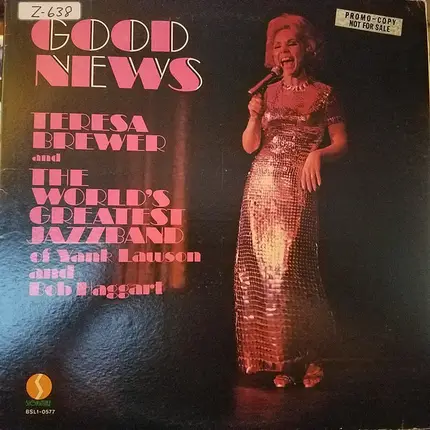 Z-638
PROMO-COPY
NOT FOR SALE
GOOD
NEWS
TERESA
BREWER
and
THE
WORLD'S
GREATEST
JAZZBAND
of Yank Lawson
and
Bob Haggart
SIGNATURE
BSL1-0577